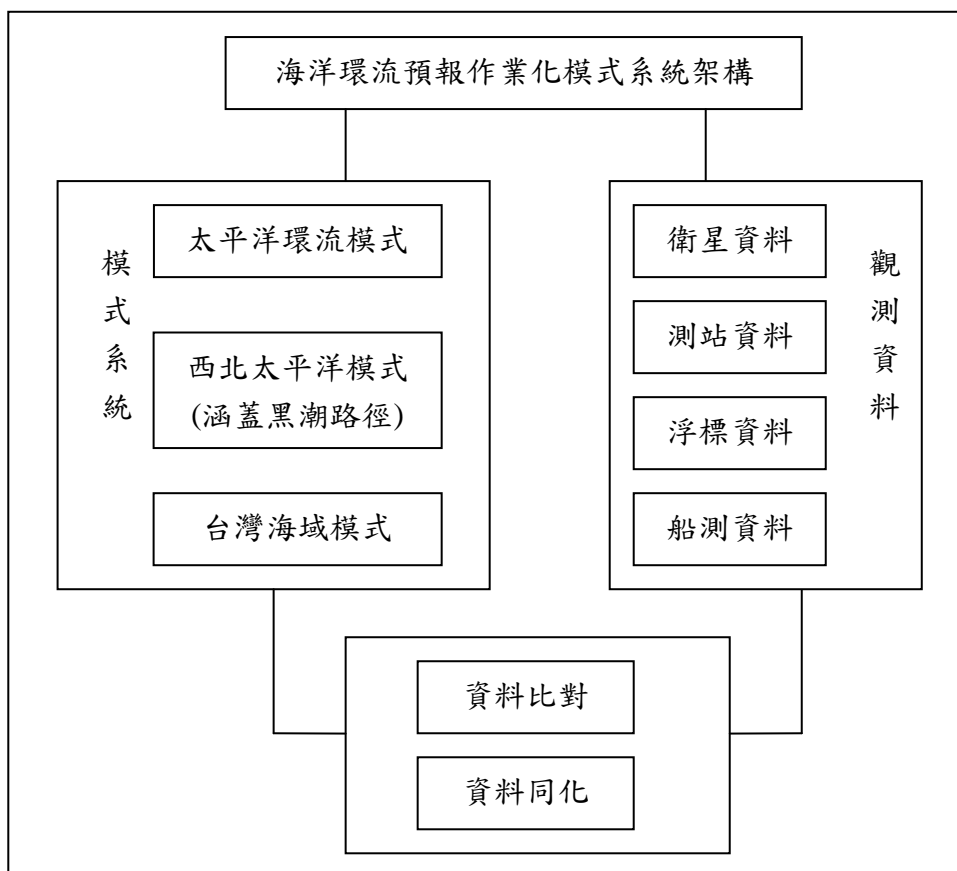 海洋環流預報作業化模式系統架構
模式系統
太平洋環流模式
西北太平洋模式
(涵蓋黑潮路徑)
台灣海域模式
衛星資料
測站資料
浮標資料
船測資料
觀測資料
資料比對
資料同化